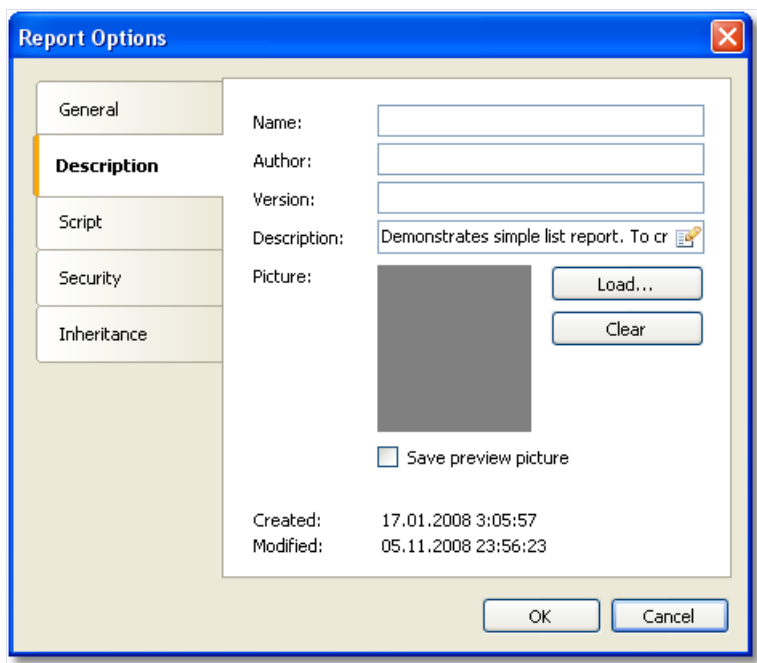 Report Options
General
Description
Script
Security
Inheritance
Name:
Author:
Version:
Description: Demonstrates simple list report. To cr
Picture:
Load...
Clear
Save preview picture
Created: 17.01.2008 3:05:57
Modified: 05.11.2008 23:56:23
OK Cancel